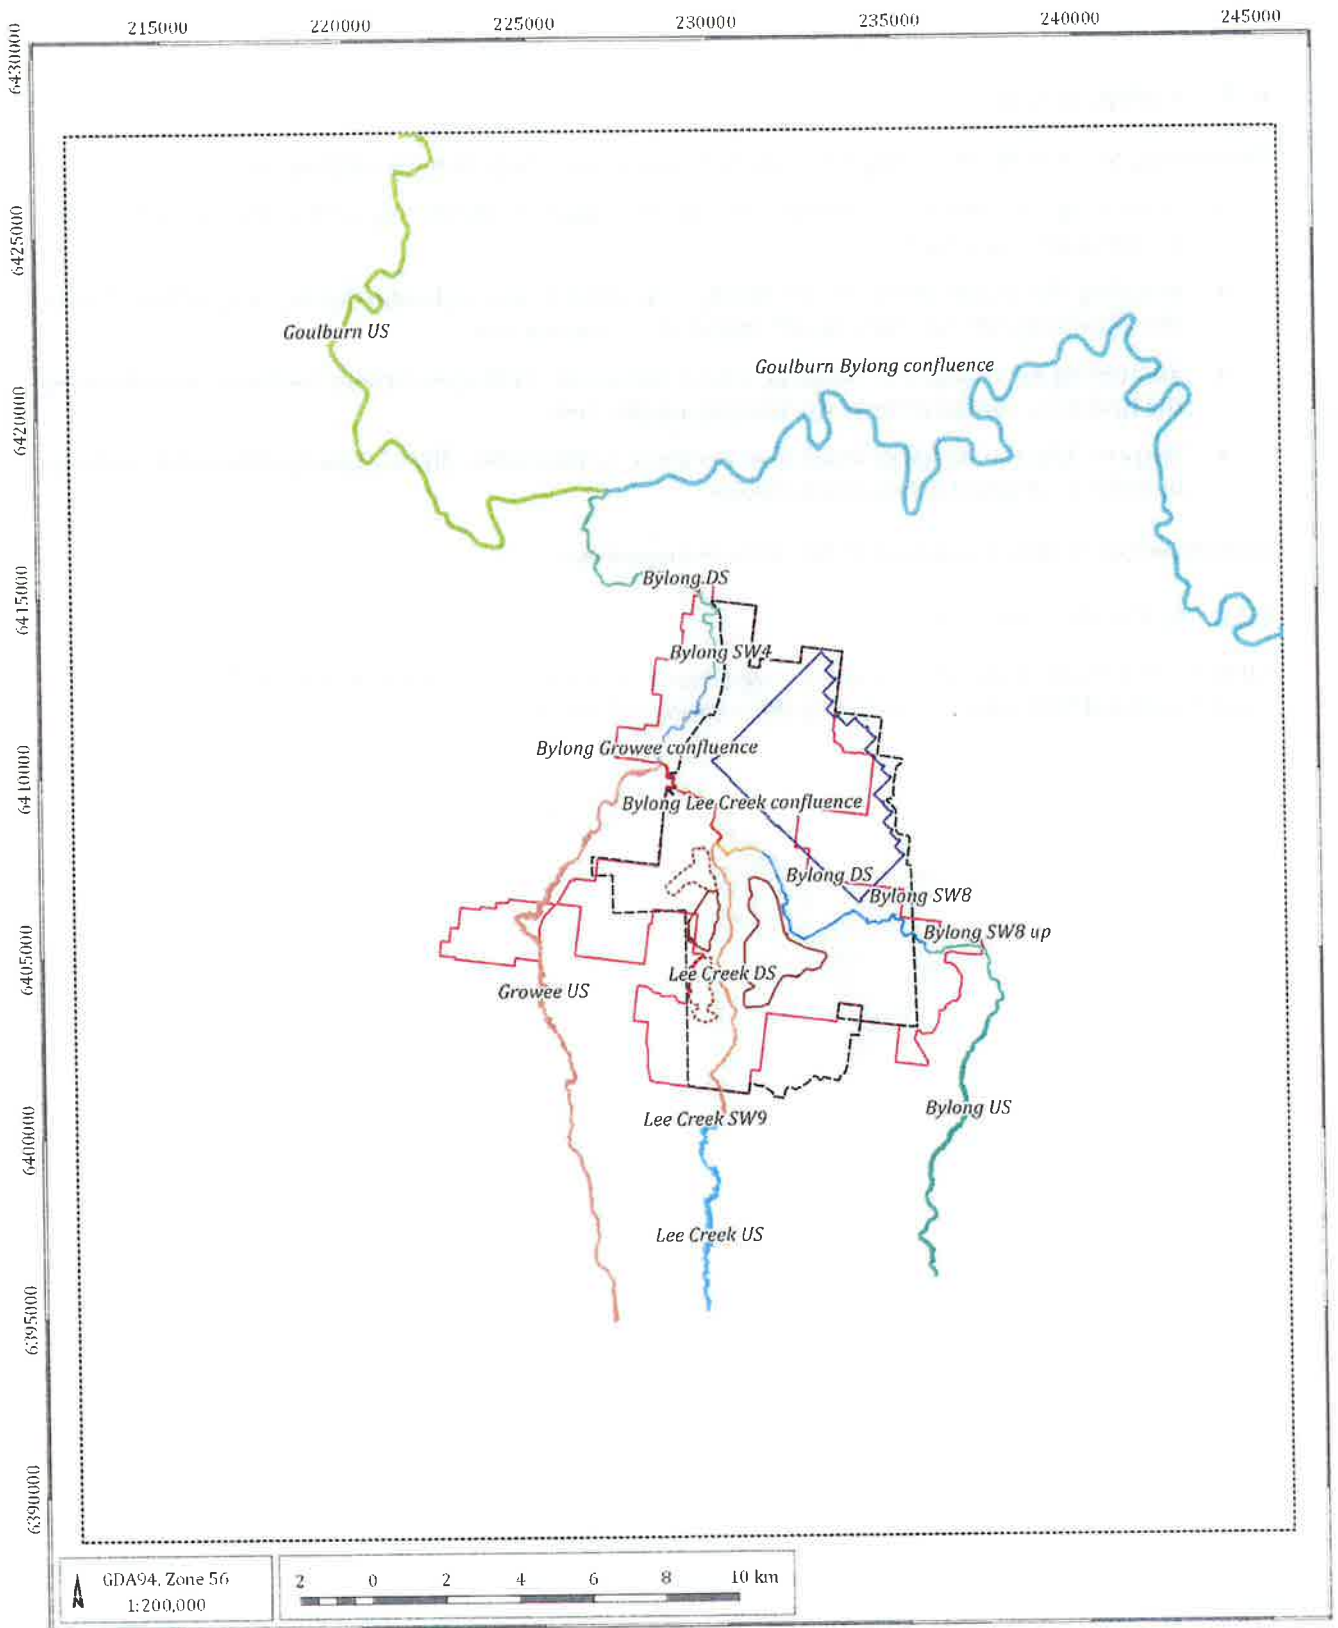 215000 220000 225000 230000 235000 240000 245000
6430000
6425000
6420000
6415000
6410000
6405000
6400000
6395000
6390000
Goulburn US
Goulburn Bylong confluence
Bylong DS
Bylong SW4
Bylong Growee confluence
Bylong Lee Creek confluence
Bylong DS
Bylong SW8
Bylong SW8 up
Lee Creek DS
Growee US
Bylong US
Lee Creek SW9
Lee Creek US
GDA94, Zone 56
1:200,000
2 0 2 4 6 8 10 km